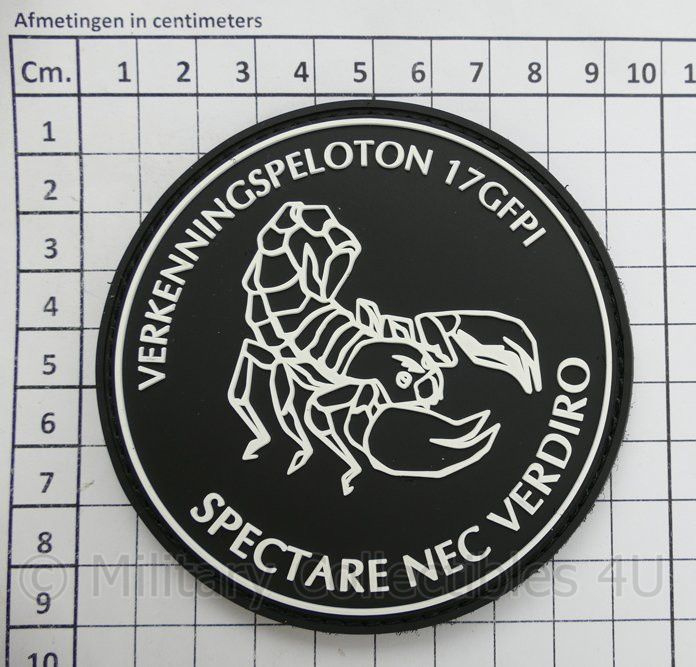 Afmetingen in centimeters
Cm. 1 2 3 4 5 6 7 8 9 10 1
1
2
3
4
5
6
7
8
9
10
VERKENNINGSPELOTON 17GFPI
SPECTARE NEC VERDIRO
© Military Collectibles 4U